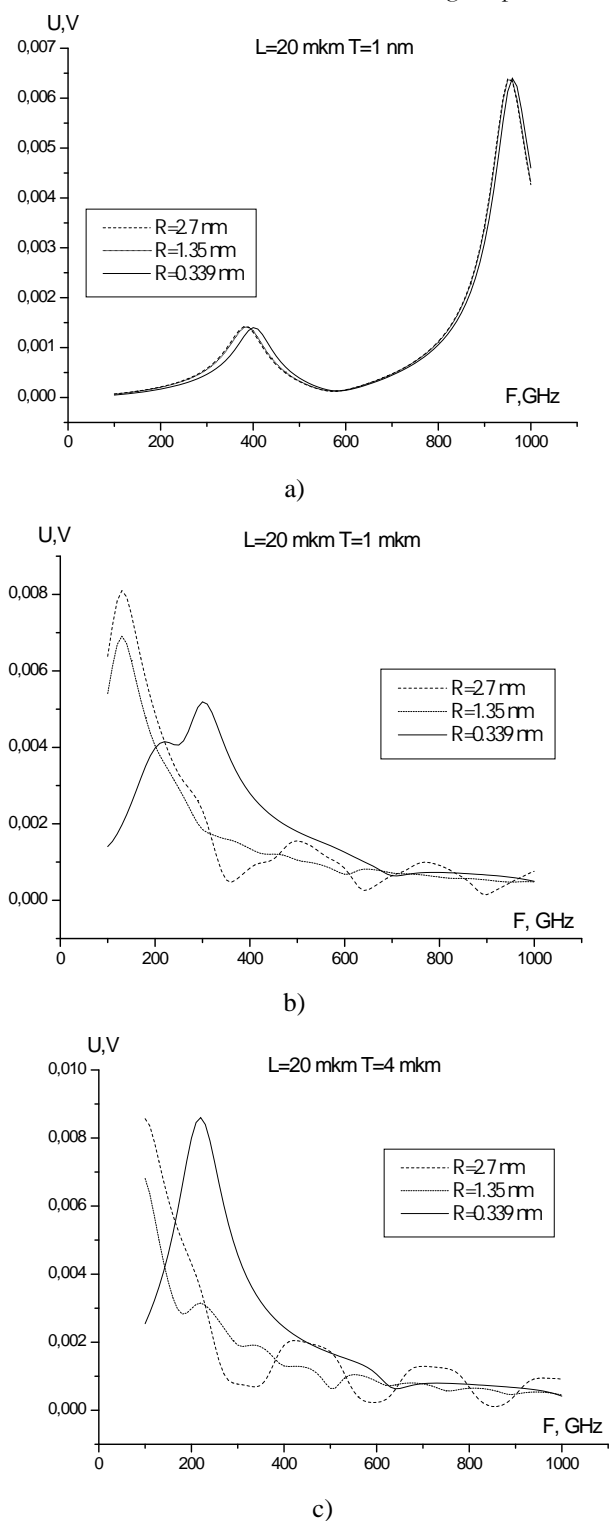 U,V
L=20 mkm T=1 nm
0,007
0,006
0,005
0,004
0,003
0,002
0,001
0,000
R=2.7 nm
R=1.35 nm
R=0.339 nm
F,GHz
0 200 400 600 800 1000
a)
U,V
L=20 mkm T=1 mkm
0,008
0,006
0,004
0,002
0,000
R=2.7 nm
R=1.35 nm
R=0.339 nm
F, GHz
0 200 400 600 800 1000
b)
U,V
L=20 mkm T=4 mkm
0,010
0,008
0,006
0,004
0,002
0,000
R=2.7 nm
R=1.35 nm
R=0.339 nm
F, GHz
0 200 400 600 800 1000
c)